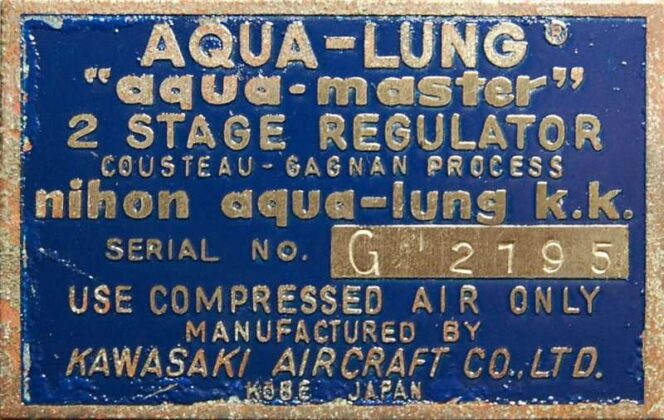 AQUA-LUNG®
"aqua-master"
2 STAGE REGULATOR
COUSTEAU-GAGNAN PROCESS
nihon aqua-lung k.k.
SERIAL NO. G 2795
USE COMPRESSED AIR ONLY
MANUFACTURED BY
KAWASAKI AIRCRAFT CO.,LTD.
KOBE JAPAN